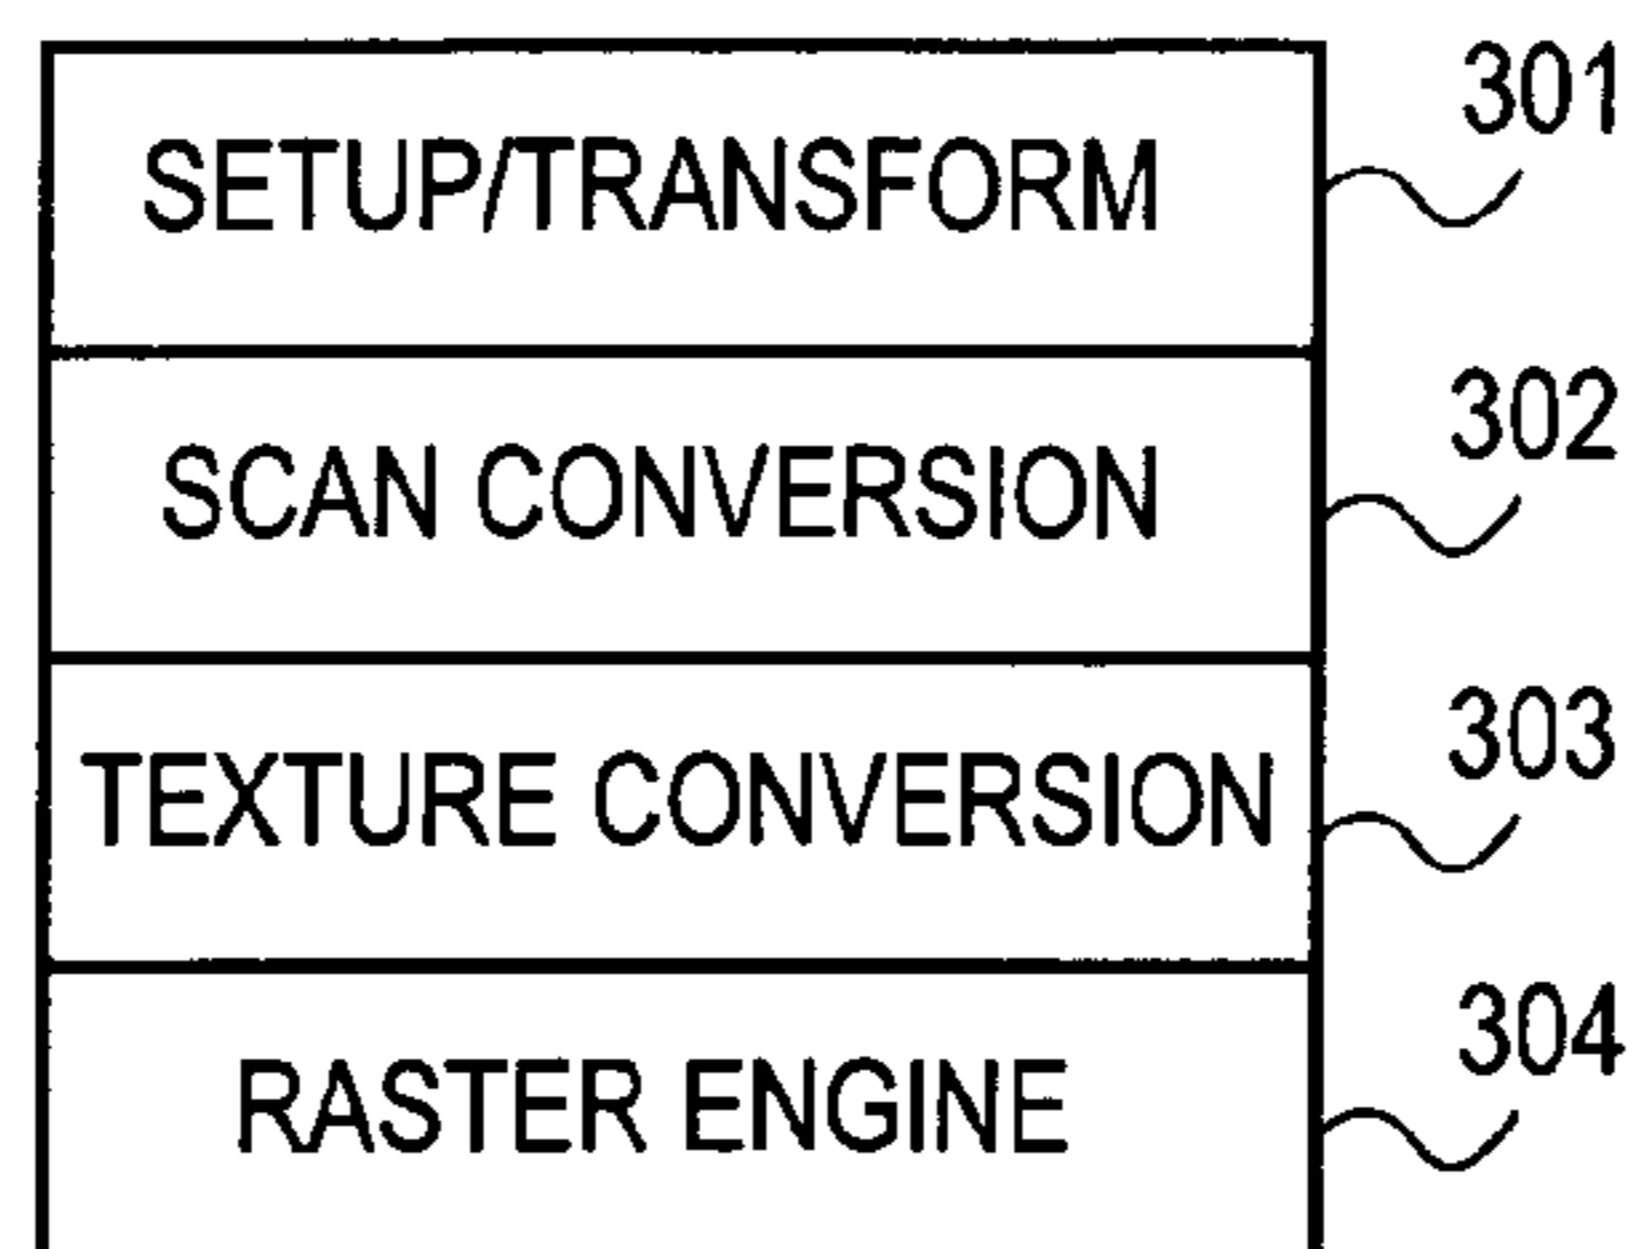 SETUP/TRANSFORM
301
SCAN CONVERSION
302
TEXTURE CONVERSION
303
RASTER ENGINE
304